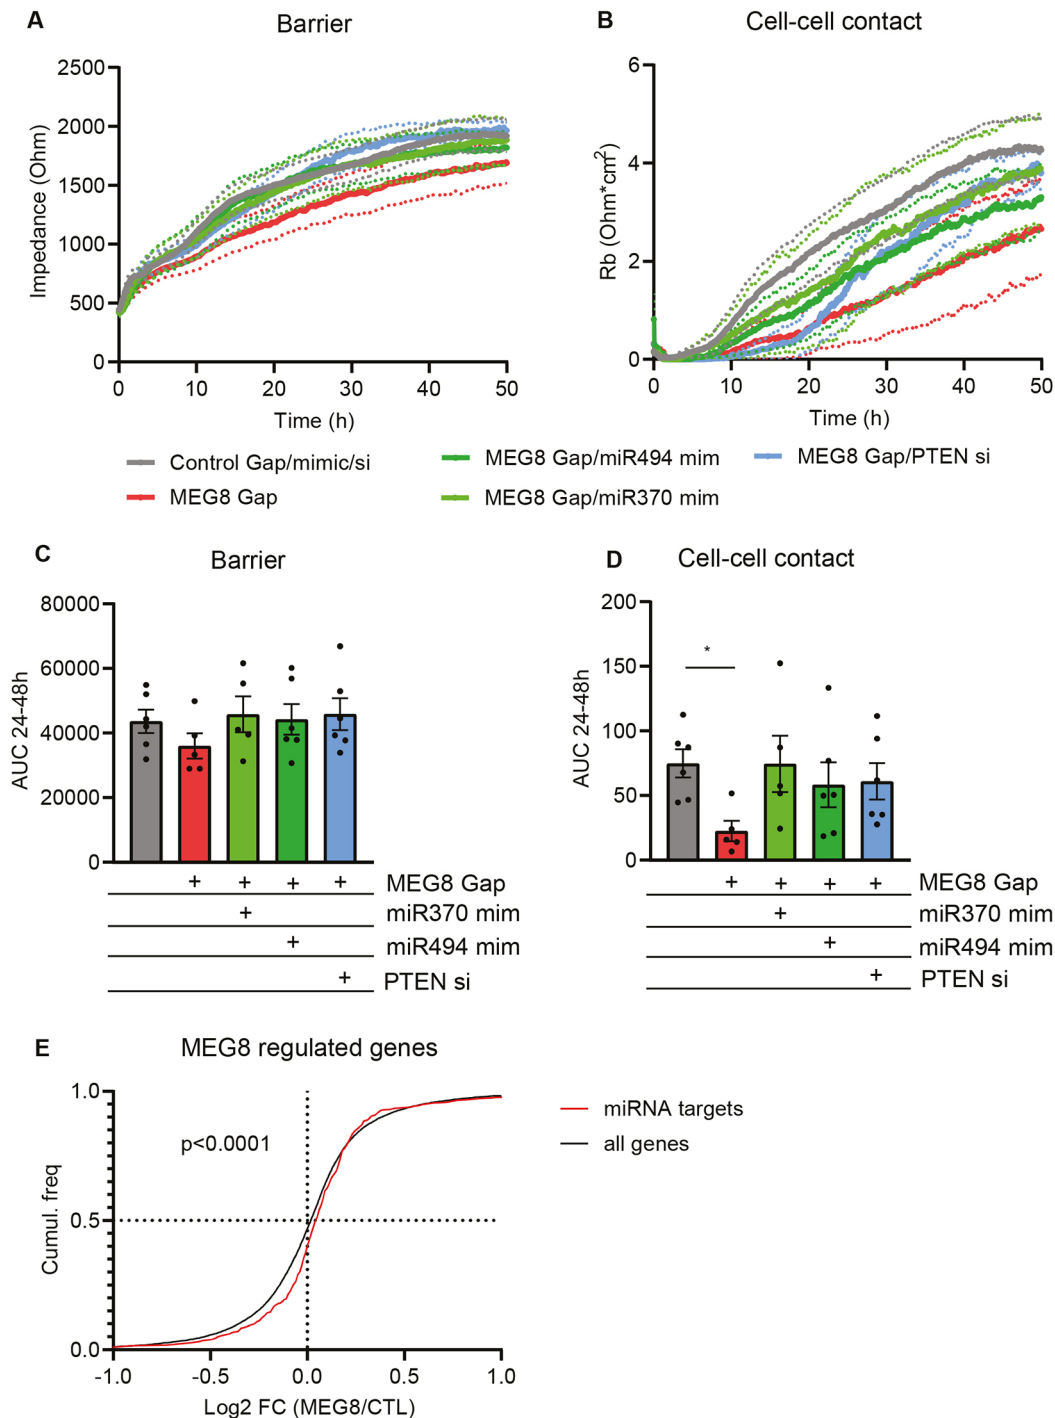 A
Barrier
Impedance (Ohm)
2500
2000
1500
1000
500
0
0 10 20 30 40 50
Time (h)
B
Cell-cell contact
Rb (Ohm*cm2)
6
4
2
0
0 10 20 30 40 50
Time (h)
Control Gap/mimic/si
MEG8 Gap
MEG8 Gap/miR494 mim
MEG8 Gap/miR370 mim
MEG8 Gap/PTEN si
C
Barrier
AUC 24-48h
80000
60000
40000
20000
0
+ + + + MEG8 Gap
+ miR370 mim
+ miR494 mim
+ PTEN si
D
Cell-cell contact
AUC 24-48h
200
150
100
50
0
*
+ + + + MEG8 Gap
+ miR370 mim
+ miR494 mim
+ PTEN si
E
MEG8 regulated genes
Cumul. freq
1.0
0.5
0.0
p<0.0001
-1.0 -0.5 0.0 0.5 1.0
Log2 FC (MEG8/CTL)
miRNA targets
all genes